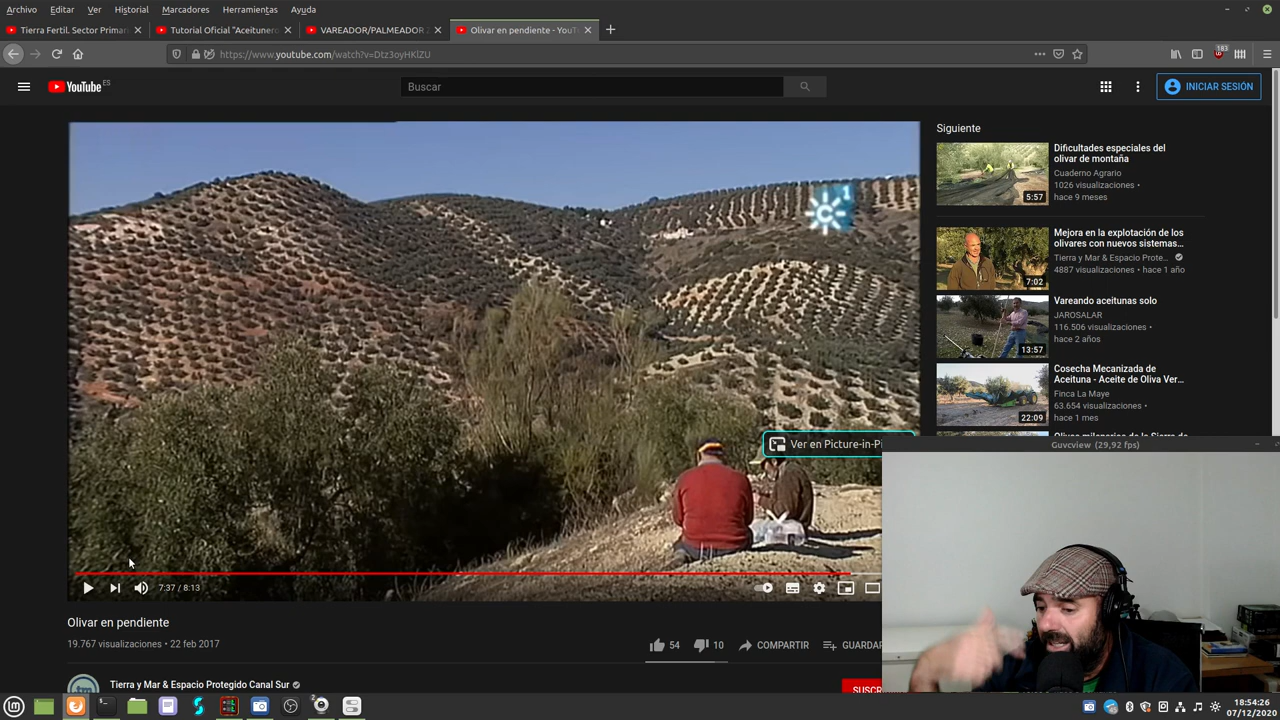 Archivo Editar Ver Historial Marcadores Herramientas Ayuda
Tierra Fertil. Sector Primar
Tutorial Oficial "Aceitunero
VAREADOR/PALMEADOR
Olivar en pendiente - YouTu
https://www.youtube.com/watch?v=Dtz3oyHKlZU
183
YouTube ES
Buscar
INICIAR SESIÓN
1
C
Ver en Picture-in-Pi
7:37 / 8:13
Olivar en pendiente
19.767 visualizaciones • 22 feb 2017
54
10
COMPARTIR
GUARDAR
Tierra y Mar & Espacio Protegido Canal Sur
SUSCR
Siguiente
5:57
Dificultades especiales del
olivar de montaña
Cuaderno Agrario
1026 visualizaciones •
hace 9 meses
7:02
Mejora en la explotación de los
olivares con nuevos sistemas...
Tierra y Mar & Espacio Prote...
4887 visualizaciones • hace 1 año
13:57
Vareando aceitunas solo
JAROSALAR
116.506 visualizaciones •
hace 2 años
22:09
Cosecha Mecanizada de
Aceituna - Aceite de Oliva Ver...
Finca La Maye
63.654 visualizaciones •
hace 1 mes
Guvcview (29,92 fps)
18:54:26
07/12/2020